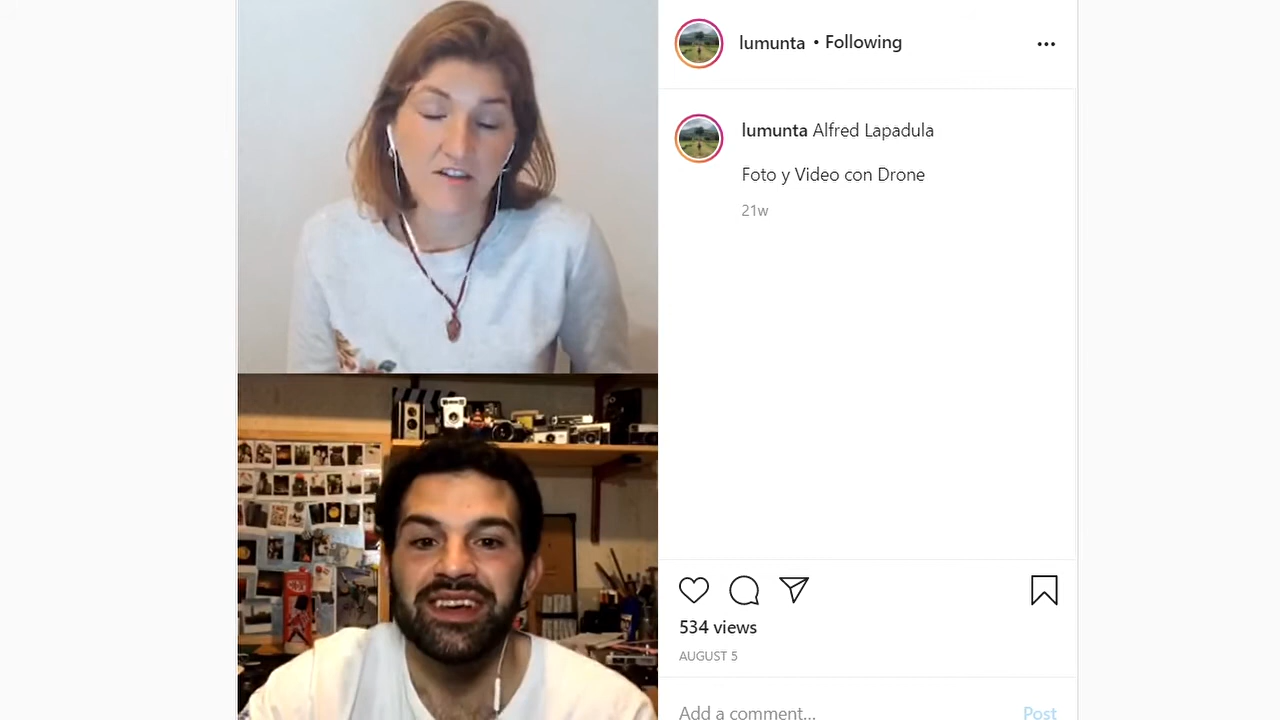 lumunta • Following
lumunta Alfred Lapadula
Foto y Video con Drone
21w
534 views
AUGUST 5
Add a comment...
Post